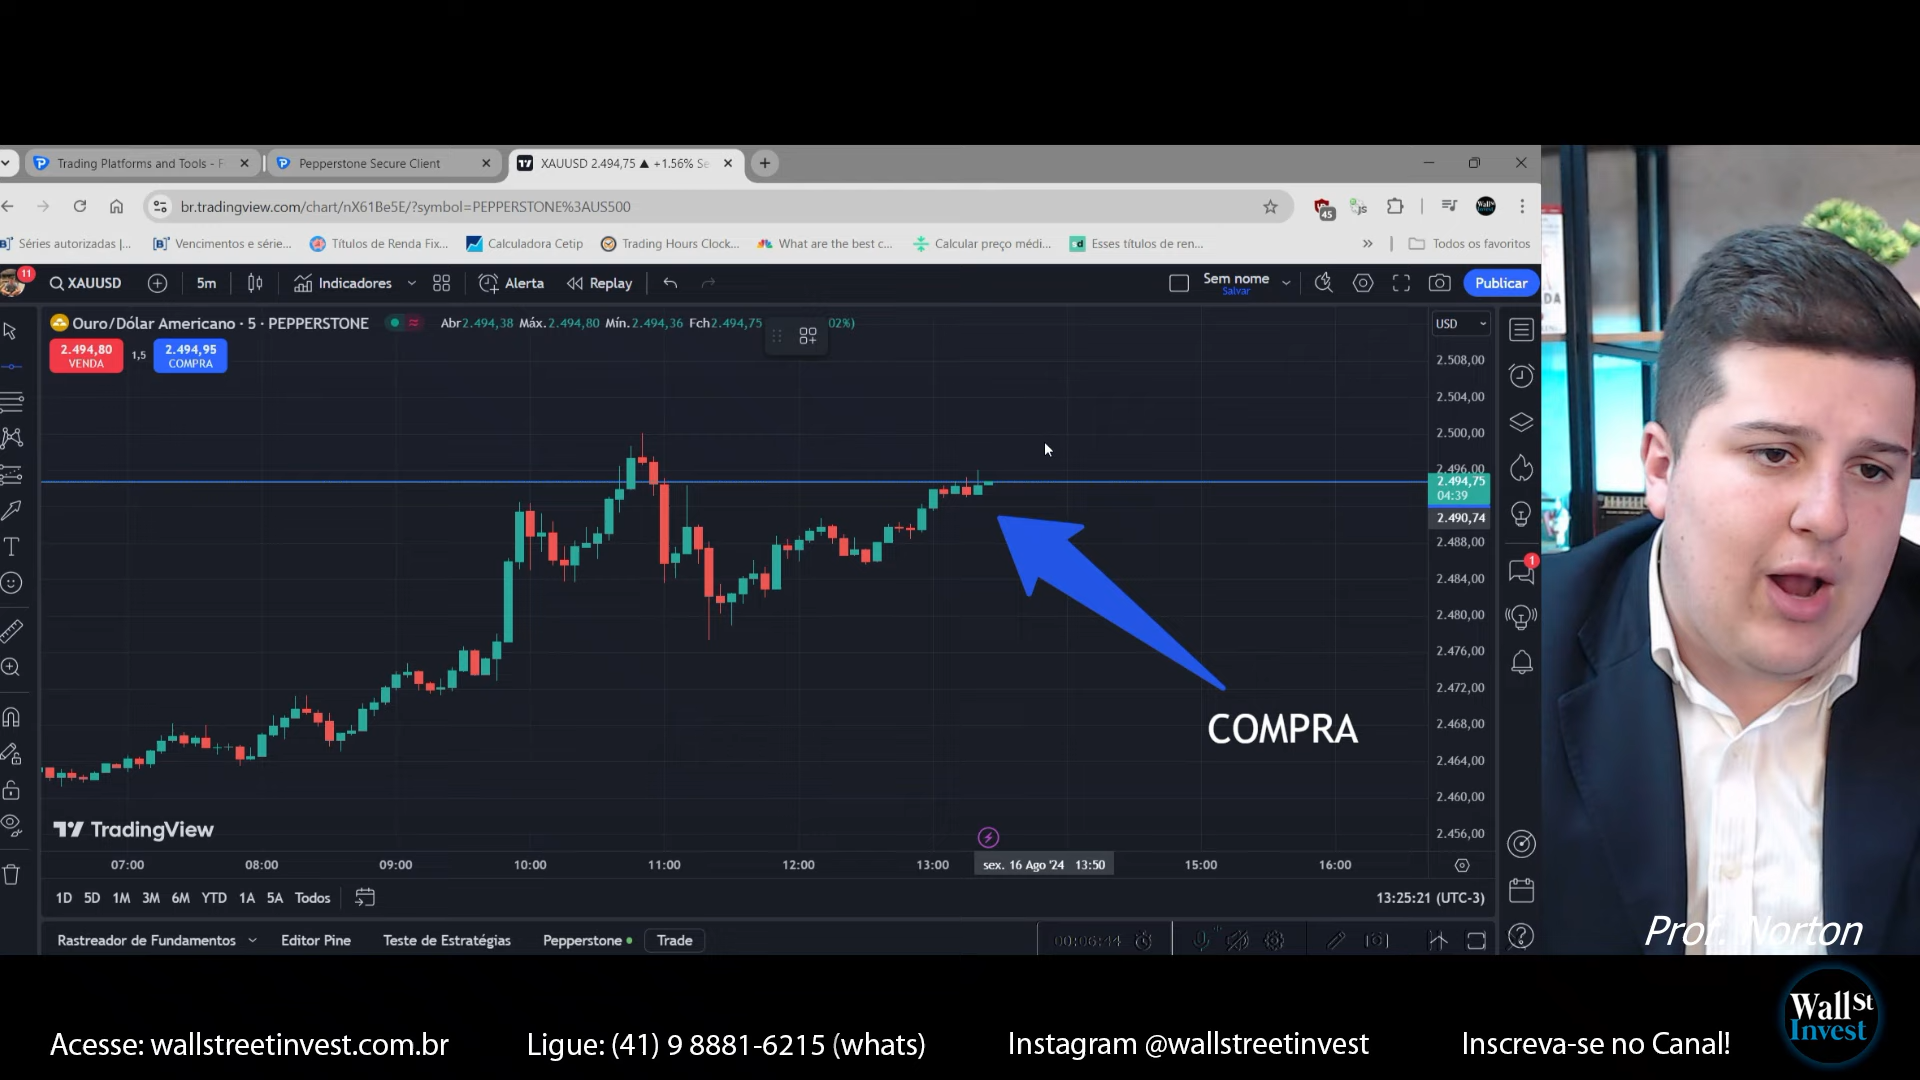 Trading Platforms and Tools - F
Pepperstone Secure Client
XAUUSD 2.494,75 ▲ +1.56% Se
br.tradingview.com/chart/nX61Be5E/?symbol=PEPPERSTONE%3AUS500
45
Séries autorizadas |...
Vencimentos e série...
Títulos de Renda Fix...
Calculadora Cetip
Trading Hours Clock...
What are the best c...
Calcular preço médi...
Esses títulos de ren...
Todos os favoritos
11
XAUUSD
5m
Indicadores
Alerta
Replay
Sem nome
Salvar
Publicar
Ouro/Dólar Americano · 5 · PEPPERSTONE
Abr2.494,38 Máx.2.494,80 Mín.2.494,36 Fch2.494,75
02%)
USD
2.494,80
VENDA
1,5
2.494,95
COMPRA
2.508,00
2.504,00
2.500,00
2.496,00
2.494,75
04:39
2.490,74
2.488,00
2.484,00
2.480,00
2.476,00
2.472,00
2.468,00
2.464,00
2.460,00
2.456,00
1
COMPRA
TradingView
07:00
08:00
09:00
10:00
11:00
12:00
13:00
sex. 16 Ago '24 13:50
15:00
16:00
1D 5D 1M 3M 6M YTD 1A 5A Todos
13:25:21 (UTC-3)
Rastreador de Fundamentos
Editor Pine
Teste de Estratégias
Pepperstone
Trade
00:06:44
Prof. Norton
Wall St
Invest
Acesse: wallstreetinvest.com.br
Ligue: (41) 9 8881-6215 (whats)
Instagram @wallstreetinvest
Inscreva-se no Canal!